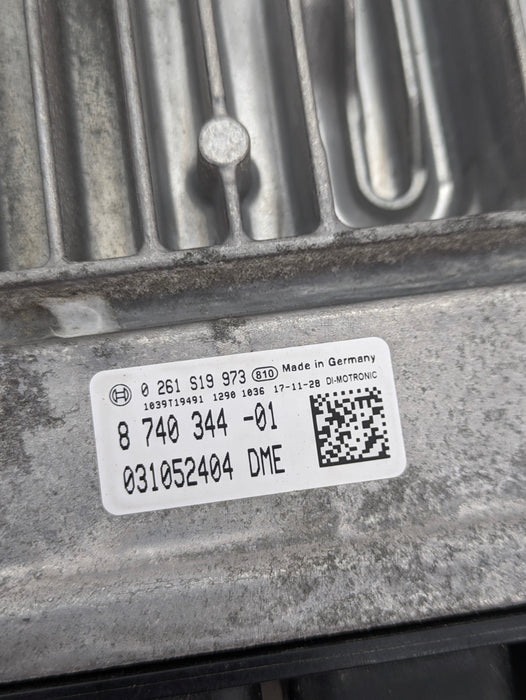 0 261 S19 973 810 Made in Germany
1039T19491 1290 1036 17-11-28 DI-MOTRONIC
8 740 344 -01
031052404 DME